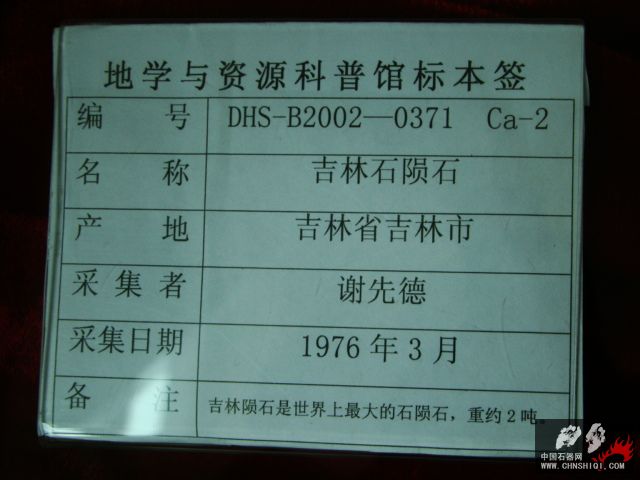 地学与资源科普馆标本签
编号 DHS-B2002—0371 Ca-2
名称 吉林石陨石
产地 吉林省吉林市
采集者 谢先德
采集日期 1976年3月
备注 吉林陨石是世界上最大的石陨石，重约2吨。
中国石器网
www.CHNSHIQI.COM